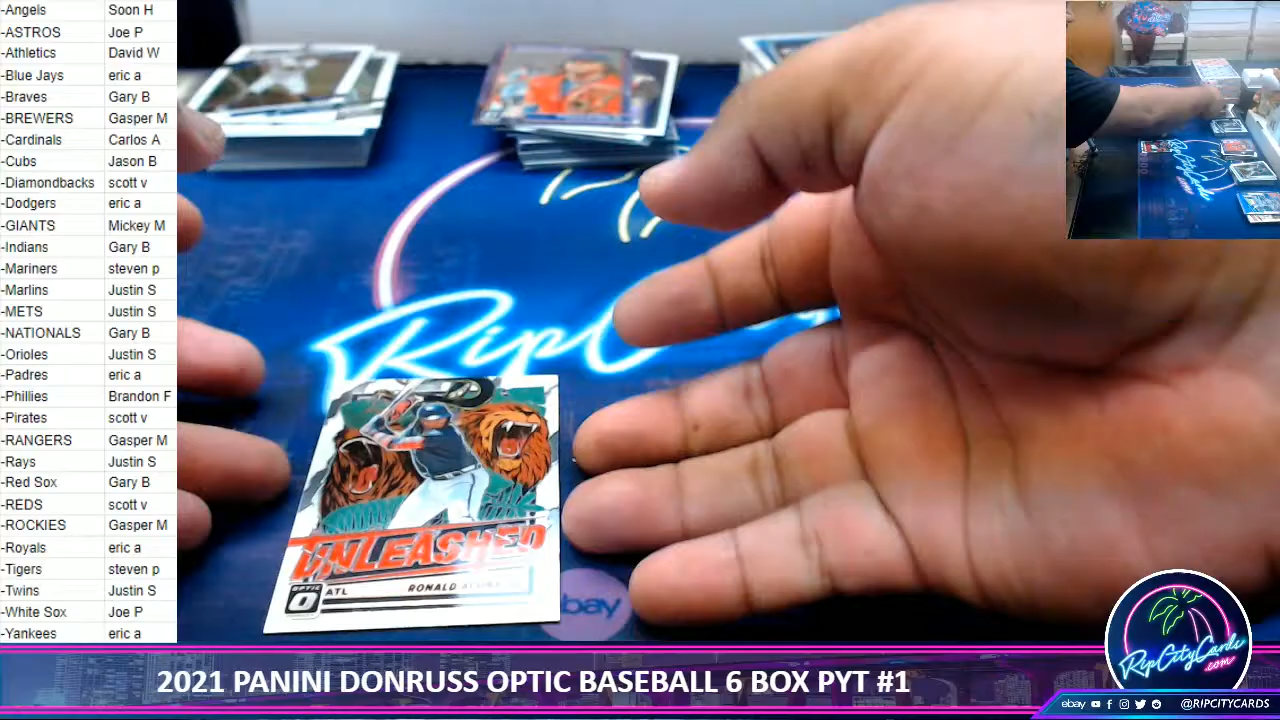 -Angels Soon H
-ASTROS Joe P
-Athletics David W
-Blue Jays eric a
-Braves Gary B
-BREWERS Gasper M
-Cardinals Carlos A
-Cubs Jason B
-Diamondbacks scott v
-Dodgers eric a
-GIANTS Mickey M
-Indians Gary B
-Mariners steven p
-Marlins Justin S
-METS Justin S
-NATIONALS Gary B
-Orioles Justin S
-Padres eric a
-Phillies Brandon F
-Pirates scott v
-RANGERS Gasper M
-Rays Justin S
-Red Sox Gary B
-REDS scott v
-ROCKIES Gasper M
-Royals eric a
-Tigers steven p
-Twins Justin S
-White Sox Joe P
-Yankees eric a
RipC
UNLEASHED
OPTIC
ATL RONALD
ebay
RipCityCards
.com
2021 PANINI DONRUSS OPTIC BASEBALL 6 BOX PYT #1
ebay @RIPCITYCARDS